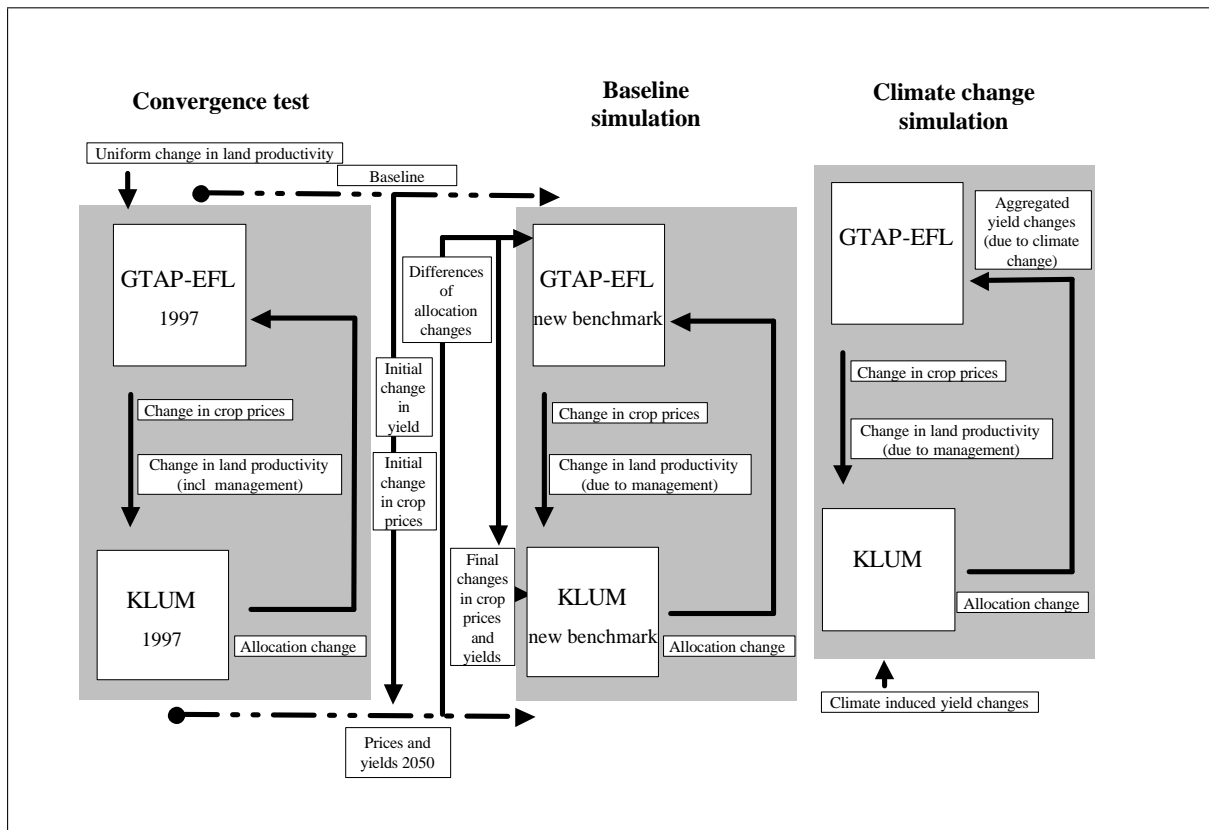 Convergence test
Uniform change in land productivity
GTAP-EFL
1997
Change in crop prices
Change in land productivity
(incl management)
KLUM
1997
Allocation change
Baseline
Initial
change
in
yield
Initial
change
in crop
prices
Differences
of
allocation
changes
Final
changes
in crop
prices
and
yields
Prices and
yields 2050
Baseline
simulation
GTAP-EFL
new benchmark
Change in crop prices
Change in land productivity
(due to management)
KLUM
new benchmark
Allocation change
Climate change
simulation
GTAP-EFL
Aggregated
yield changes
(due to climate
change)
Change in crop prices
Change in land productivity
(due to management)
KLUM
Allocation change
Climate induced yield changes